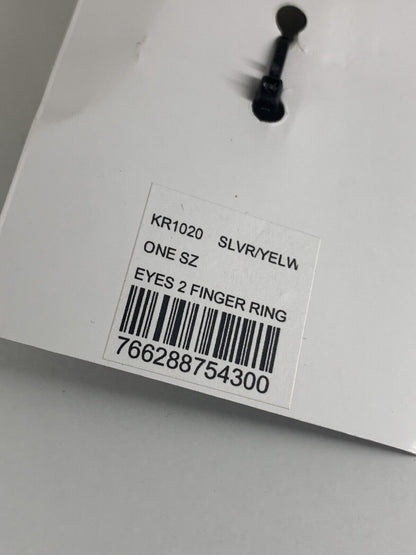 KR1020 SLVR/YELW
ONE SZ
EYES 2 FINGER RING
766288754300